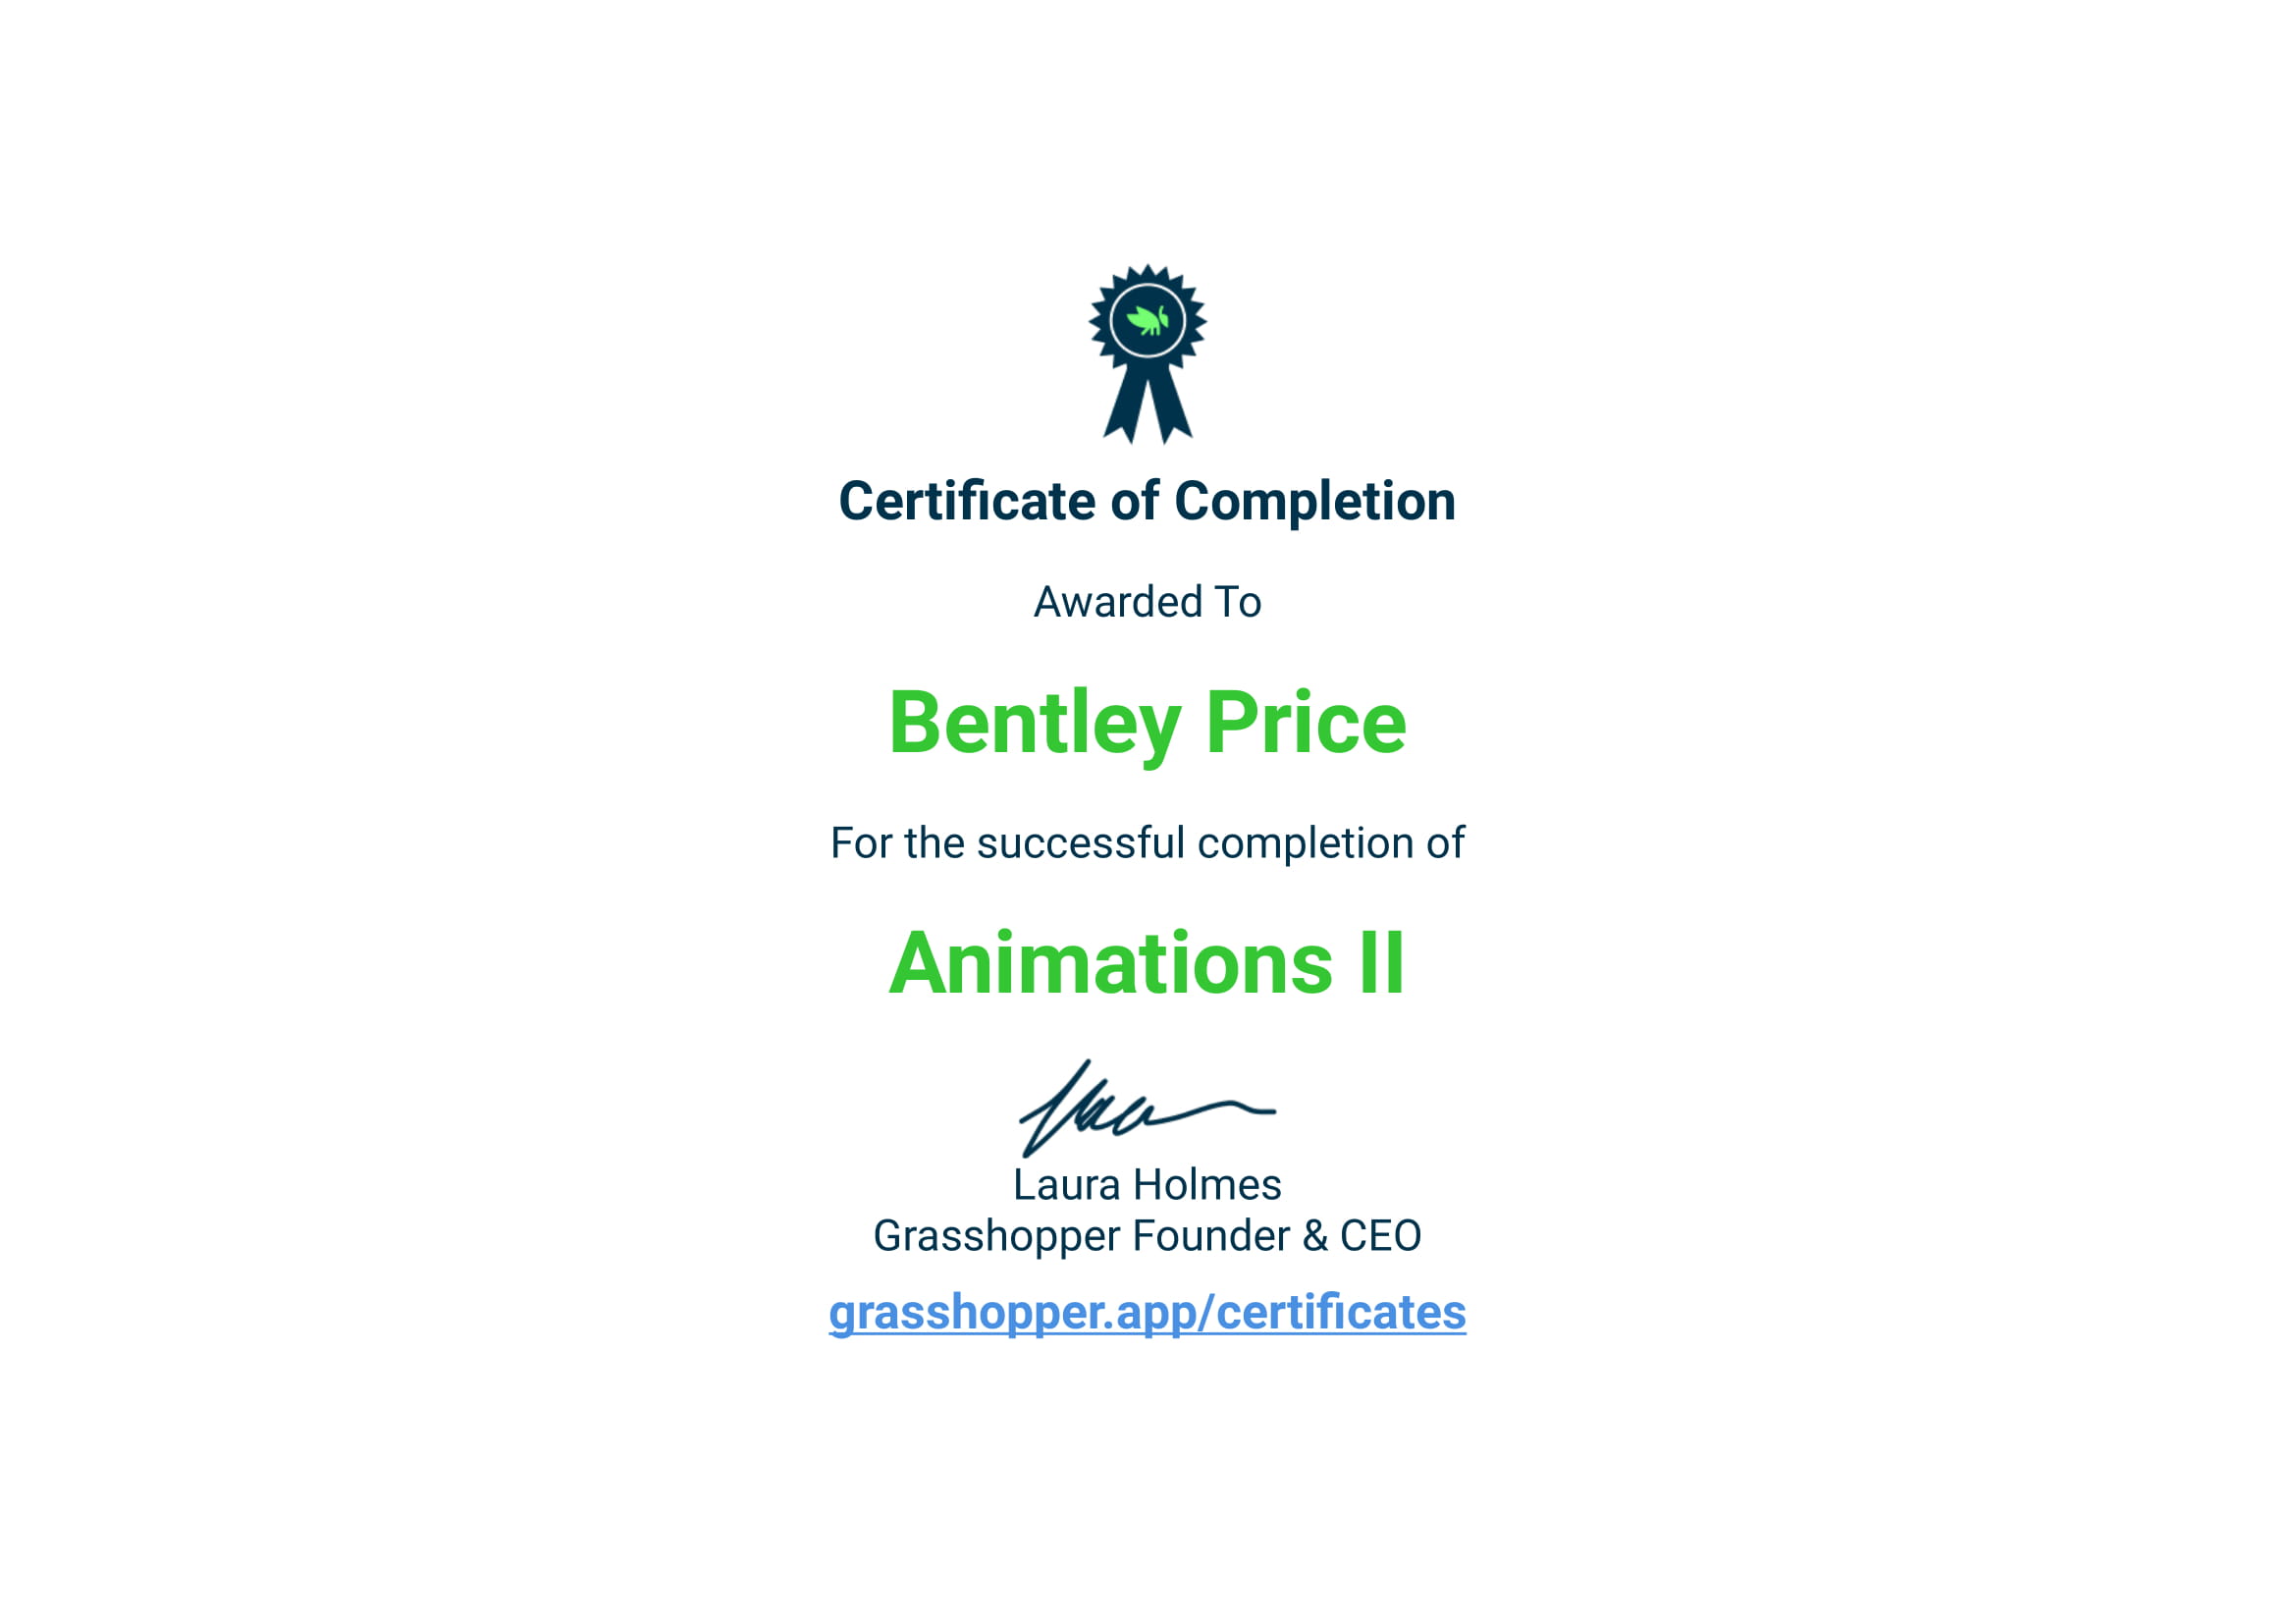 Certificate of Completion
Awarded To
Bentley Price
For the successful completion of
Animations II
Laura Holmes
Grasshopper Founder & CEO
grasshopper.app/certificates